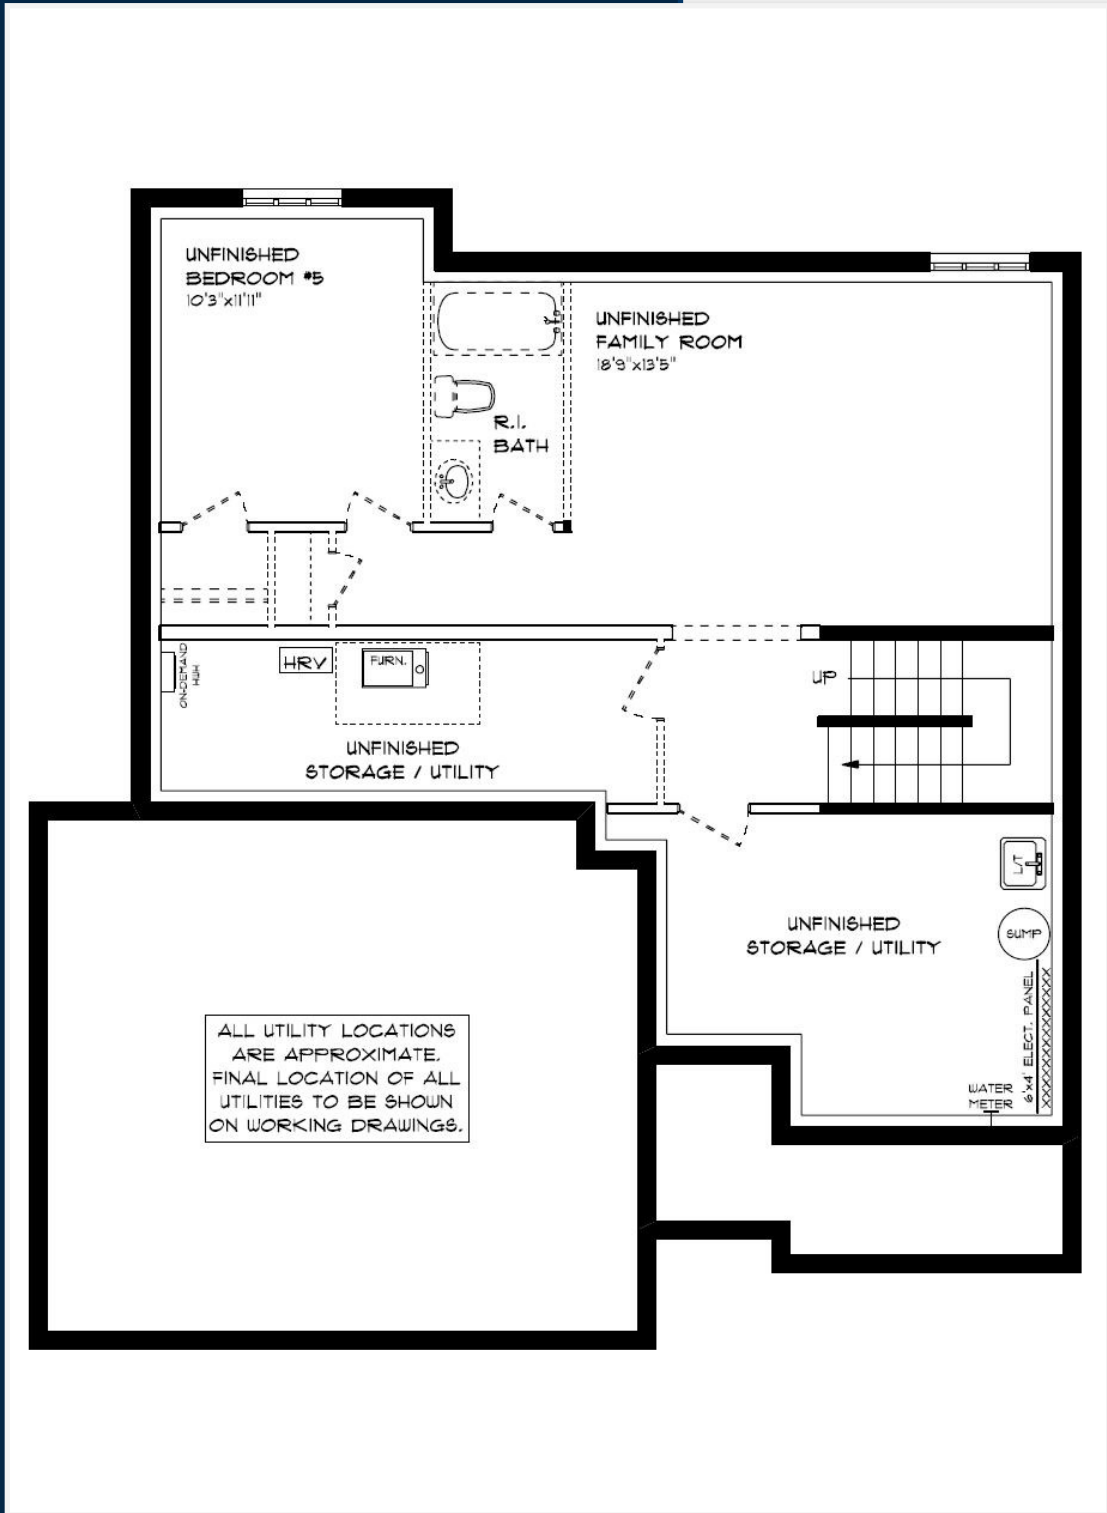 UNFINISHED
BEDROOM #5
10'3"x11'11"
UNFINISHED
FAMILY ROOM
18'9"x13'5"
R.I.
BATH
ON-DEMAND
HWH
HRV
FURN.
UP
UNFINISHED
STORAGE / UTILITY
L/T
UNFINISHED
STORAGE / UTILITY
SUMP
6'x4' ELECT. PANEL
WATER
METER
ALL UTILITY LOCATIONS
ARE APPROXIMATE.
FINAL LOCATION OF ALL
UTILITIES TO BE SHOWN
ON WORKING DRAWINGS.